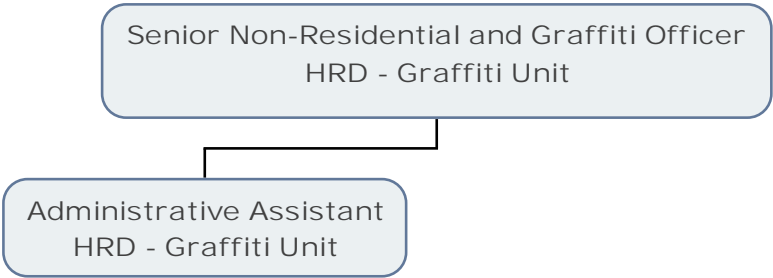 Senior Non-Residential and Graffiti Officer
HRD - Graffiti Unit
Administrative Assistant
HRD - Graffiti Unit